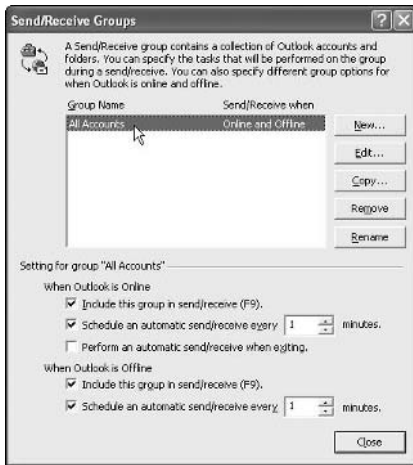 Send/Receive Groups
A Send/Receive group contains a collection of Outlook accounts and
folders. You can specify the tasks that will be performed on the group
during a send/receive. You can also specify different group options for
when Outlook is online and offline.
Group Name Send/Receive when
All Accounts Online and Offline
New...
Edit...
Copy...
Remove
Rename
Setting for group "All Accounts"
When Outlook is Online
Include this group in send/receive (F9).
Schedule an automatic send/receive every 1 minutes.
Perform an automatic send/receive when exiting.
When Outlook is Offline
Include this group in send/receive (F9).
Schedule an automatic send/receive every 1 minutes.
Close